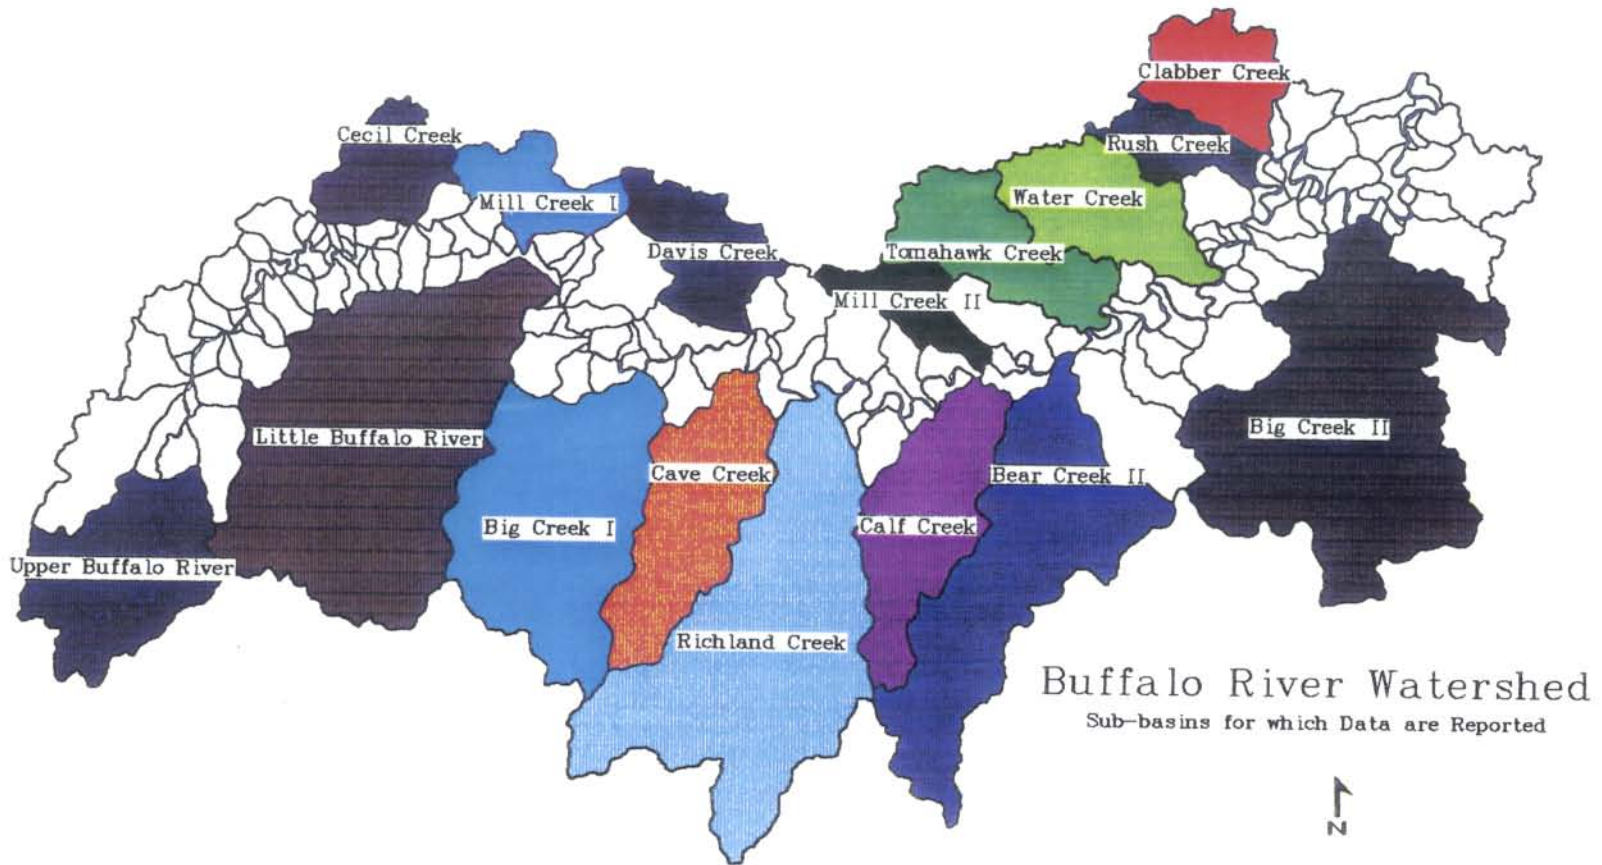 Clabber Creek
Cecil Creek
Rush Creek
Mill Creek I
Water Creek
Davis Creek
Tomahawk Creek
Mill Creek II
Little Buffalo River
Big Creek II
Cave Creek
Bear Creek II
Big Creek I
Calf Creek
Upper Buffalo River
Richland Creek
Buffalo River Watershed
Sub-basins for which Data are Reported
N